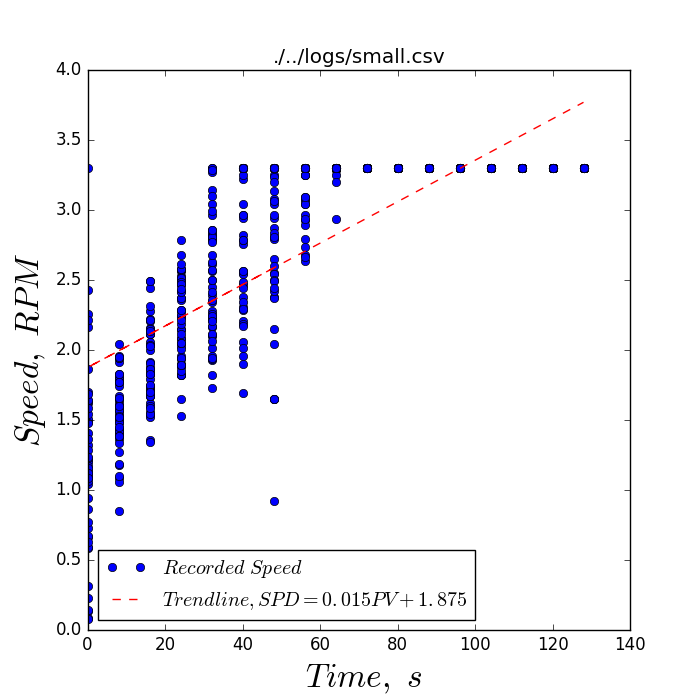 ./../logs/small.csv
4.0
3.5
3.0
2.5
2.0
1.5
1.0
0.5
0.0
Speed, RPM
Recorded Speed
Trendline, SPD = 0.015PV + 1.875
0 20 40 60 80 100 120 140
Time, s